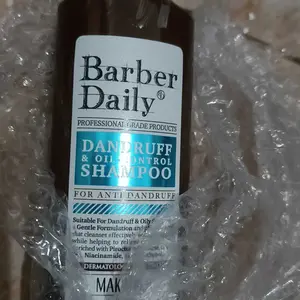 Barber
Daily®
PROFESSIONAL GRADE PRODUCTS
DANDRUFF
& OIL CONTROL
SHAMPOO
FOR ANTI DANDRUFF
Suitable For Dandruff & Oily
Gentle Formulation and
that cleanses effectively
while helping to
Enriched with
Niacinamide,
MAK